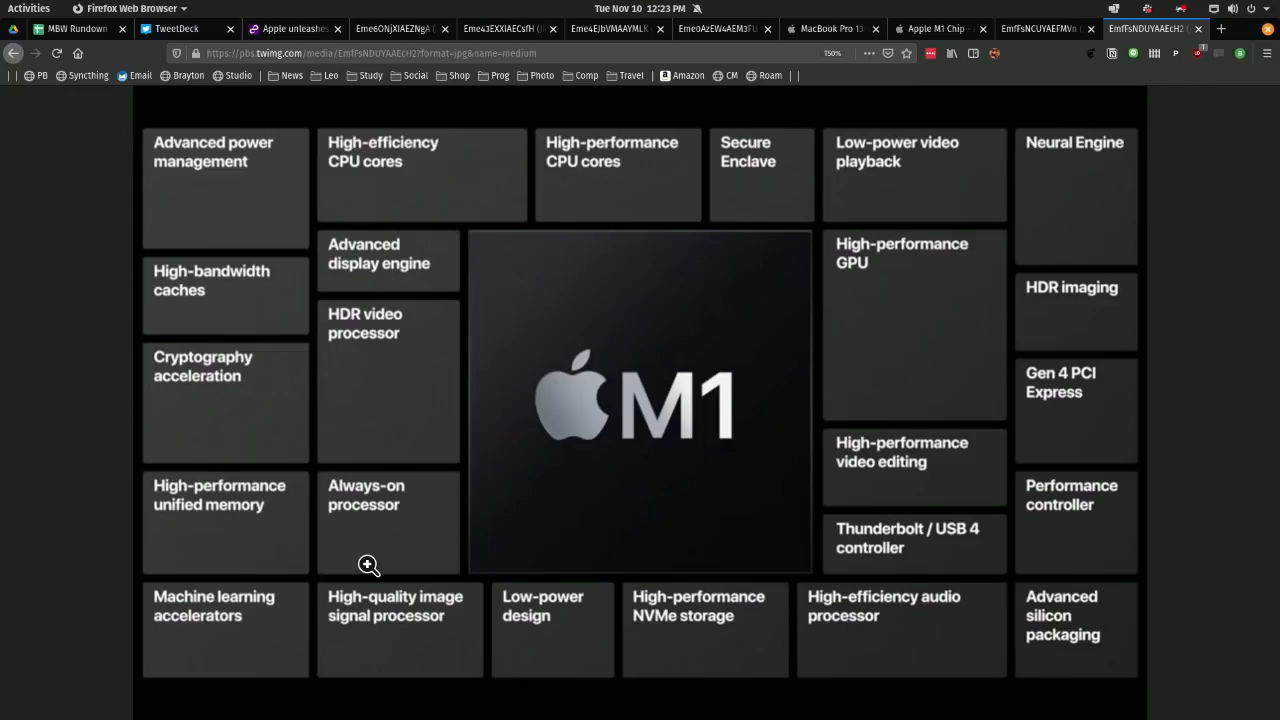 Activities
Firefox Web Browser
Tue Nov 10 12:23 PM
MBW Rundown
TweetDeck
Apple unleashes
Eme6ONjXIAEZNgA (
Eme43EXXIAECsfH (
Eme4EJbVMAAYMLK
Eme0AzEW4AEM3FU
MacBook Pro 13
Apple M1 Chip -
EmfFsNCUYAEFMVn (
EmfFsNDUYAAEcH2 (
https://pbs.twimg.com/media/EmfFsNDUYAAEcH2?format=jpg&name=medium
150%
PB
Syncthing
Email
Brayton
Studio
News
Leo
Study
Social
Shop
Prog
Photo
Comp
Travel
Amazon
CM
Roam
Advanced power
management
High-efficiency
CPU cores
High-performance
CPU cores
Secure
Enclave
Low-power video
playback
Neural Engine
Advanced
display engine
High-performance
GPU
High-bandwidth
caches
HDR imaging
HDR video
processor
Cryptography
acceleration
M1
Gen 4 PCI
Express
High-performance
video editing
High-performance
unified memory
Always-on
processor
Performance
controller
Thunderbolt / USB 4
controller
Machine learning
accelerators
High-quality image
signal processor
Low-power
design
High-performance
NVMe storage
High-efficiency audio
processor
Advanced
silicon
packaging